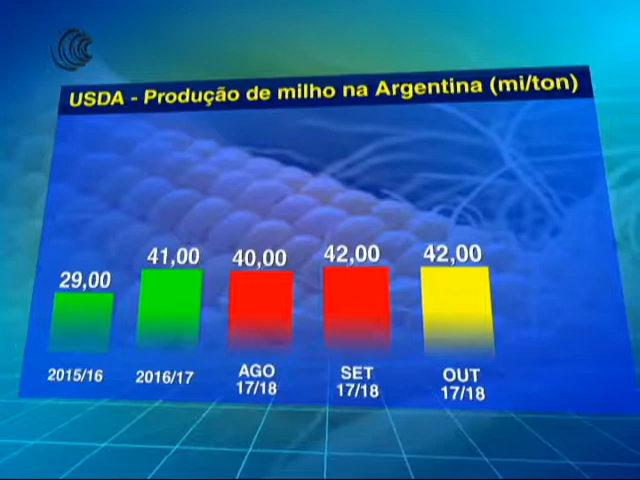 USDA - Produção de milho na Argentina (mi/ton)
29,00
41,00
40,00
42,00
42,00
2015/16
2016/17
AGO
17/18
SET
17/18
OUT
17/18